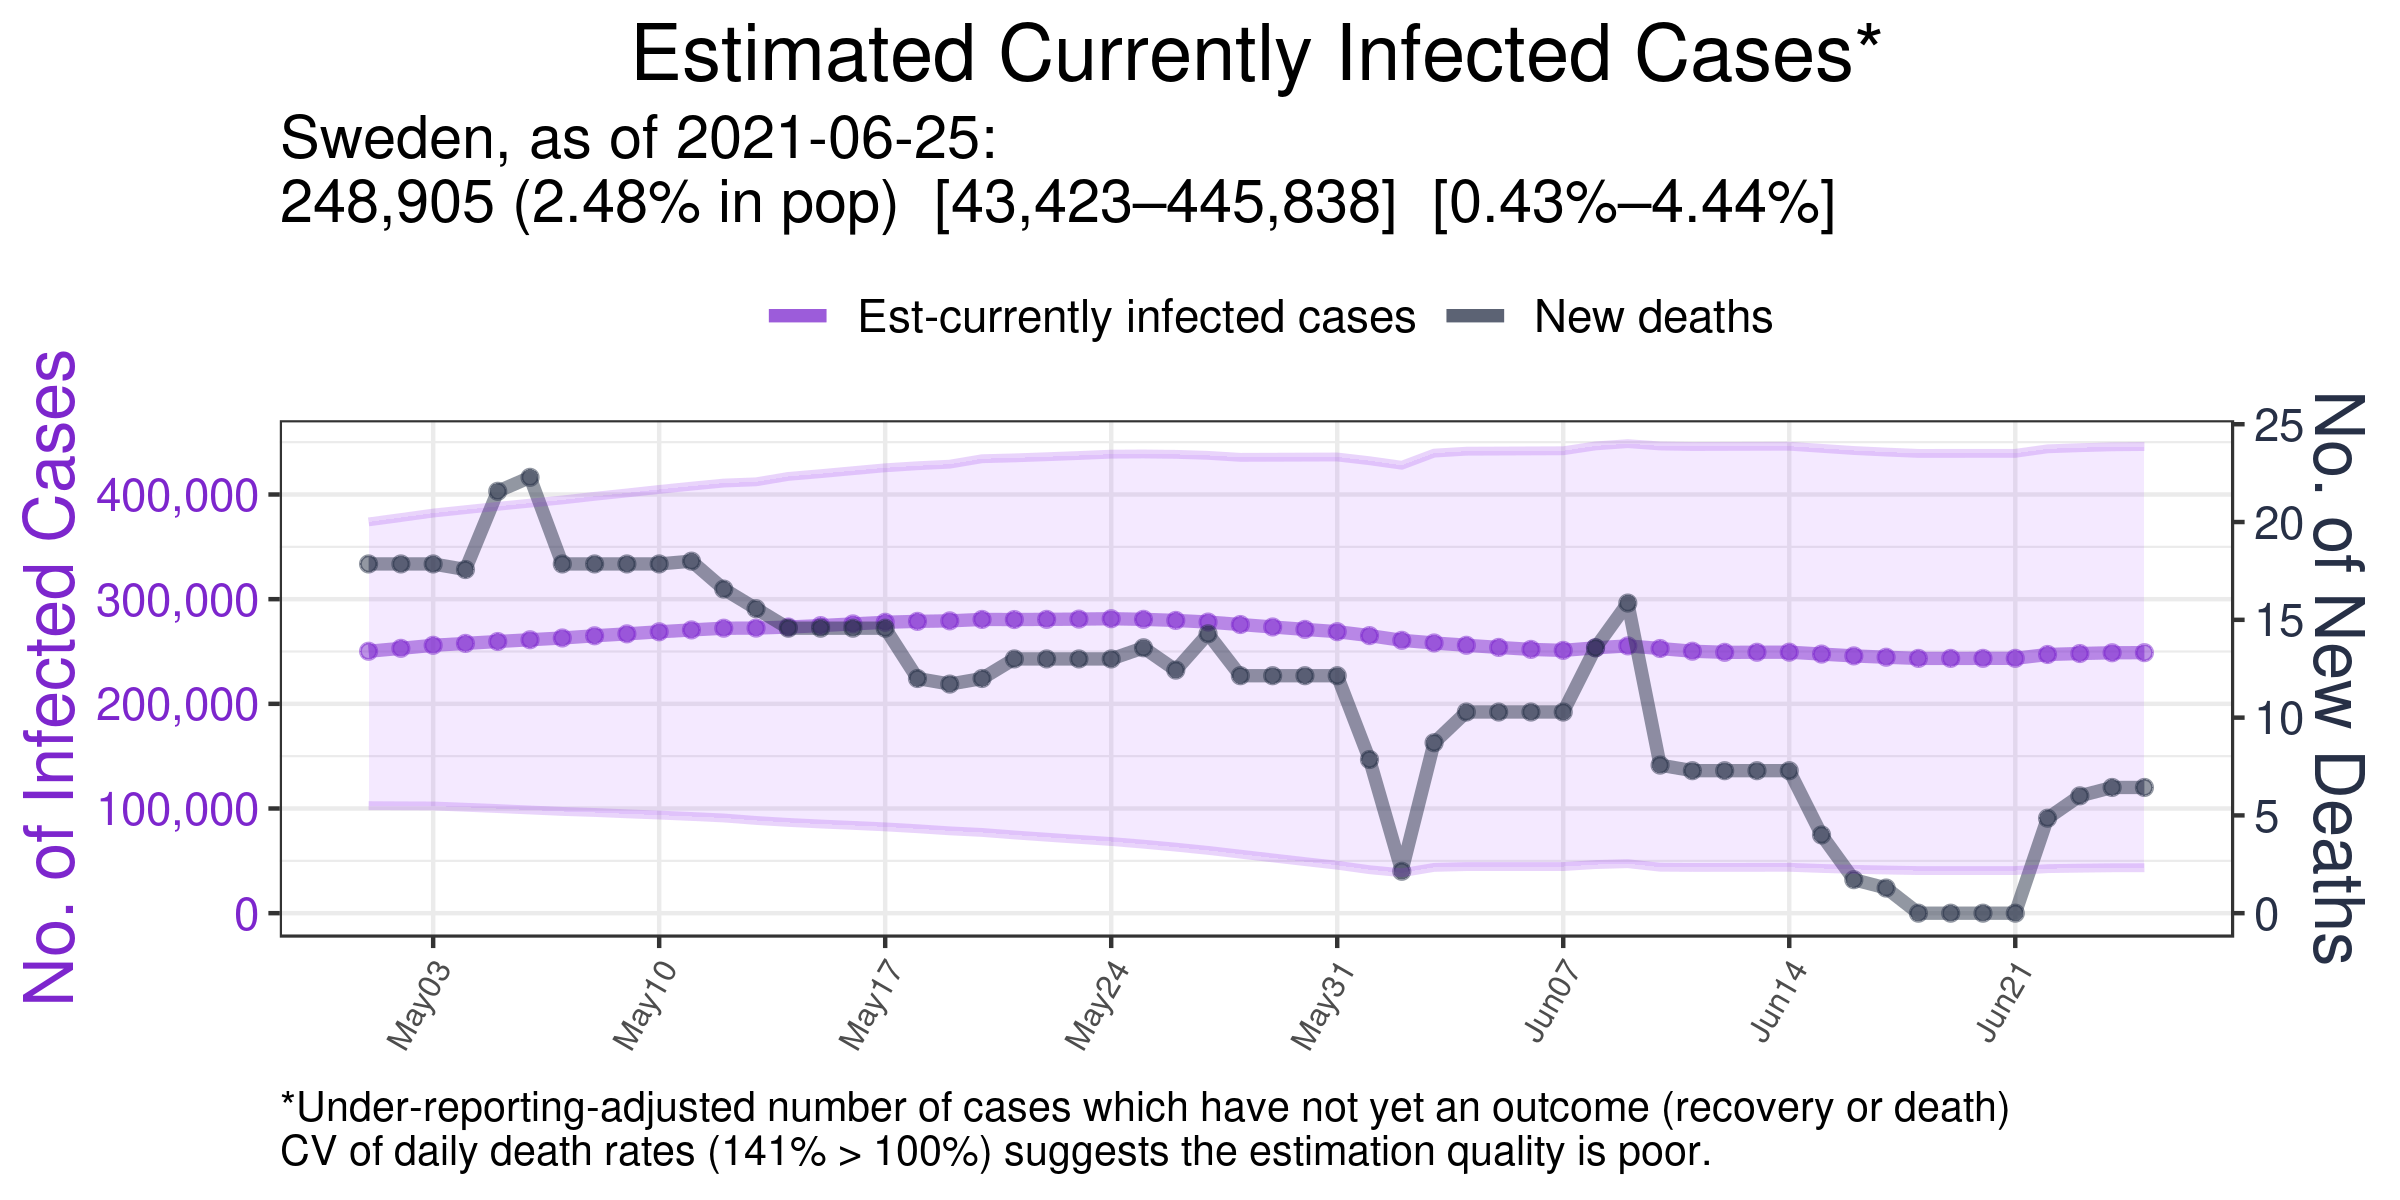 Estimated Currently Infected Cases*
Sweden, as of 2021-06-25:
248,905 (2.48% in pop) [43,423–445,838] [0.43%–4.44%]
Est-currently infected cases
New deaths
No. of Infected Cases
400,000
300,000
200,000
100,000
0
25
20
15
10
5
0
No. of New Deaths
May03
May10
May17
May24
May31
Jun07
Jun14
Jun21
*Under-reporting-adjusted number of cases which have not yet an outcome (recovery or death)
CV of daily death rates (141% > 100%) suggests the estimation quality is poor.